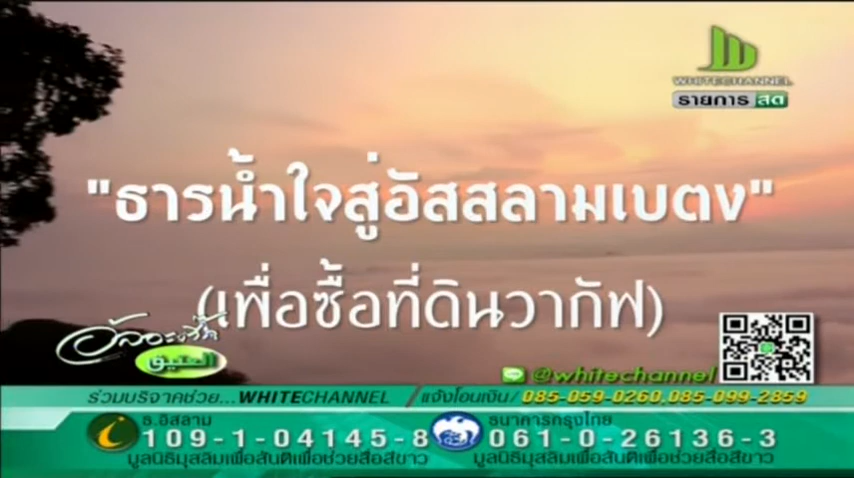 WHITECHANNEL
รายการ สด
"ธารน้ำใจสู่อัสสลามเบตง"
(เพื่อซื้อที่ดินวากัฟ)
العتيق
@whitechannel
ร่วมบริจาคช่วย...WHITECHANNEL /แจ้งโอนเงิน/ 085-059-0260,085-099-2859
ธ.อิสลาม
109-1-04145-8
มูลนิธิมุสลิมเพื่อสันติเพื่อช่วยสื่อสีขาว
ธนาคารกรุงไทย
061-0-26136-3
มูลนิธิมุสลิมเพื่อสันติเพื่อช่วยสื่อสีขาว